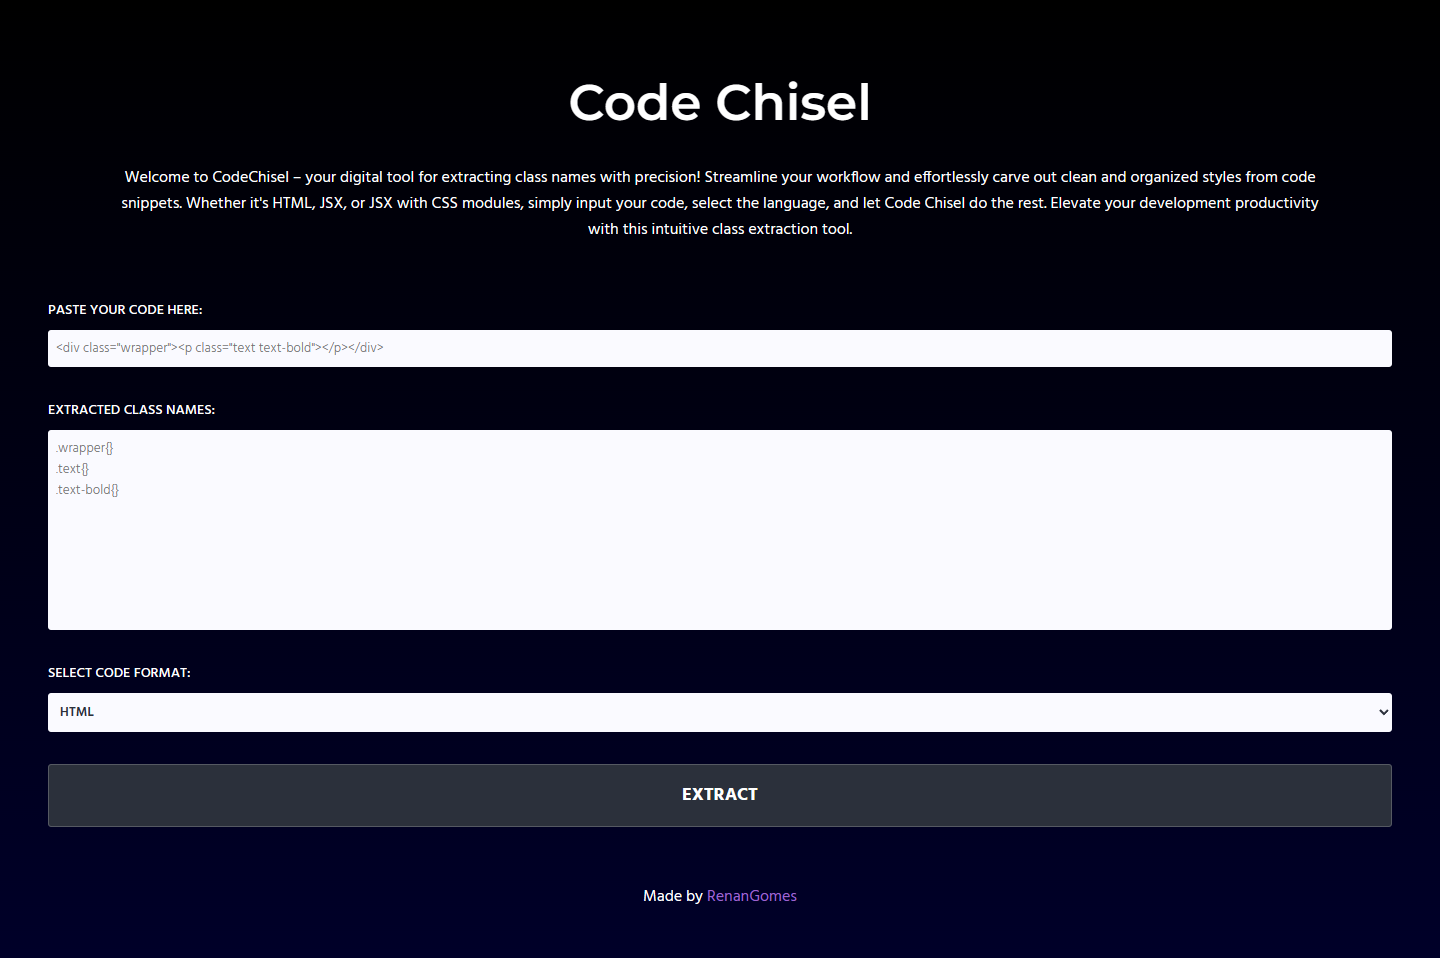 Code Chisel
Welcome to CodeChisel – your digital tool for extracting class names with precision! Streamline your workflow and effortlessly carve out clean and organized styles from code
snippets. Whether it's HTML, JSX, or JSX with CSS modules, simply input your code, select the language, and let Code Chisel do the rest. Elevate your development productivity
with this intuitive class extraction tool.
PASTE YOUR CODE HERE:
<div class="wrapper"><p class="text text-bold"></p></div>
EXTRACTED CLASS NAMES:
.wrapper{}
.text{}
.text-bold{}
SELECT CODE FORMAT:
HTML
EXTRACT
Made by RenanGomes